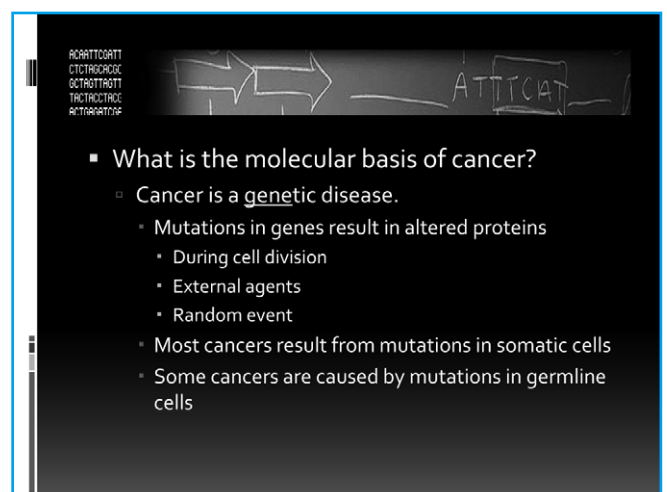 ACAATTCGATT
CTCTAGCACGC
GCTAGTTAGTT
TACTACCTACG
ACTGAGATCGA
ATTTCAT
What is the molecular basis of cancer?
Cancer is a genetic disease.
Mutations in genes result in altered proteins
During cell division
External agents
Random event
Most cancers result from mutations in somatic cells
Some cancers are caused by mutations in germline
cells